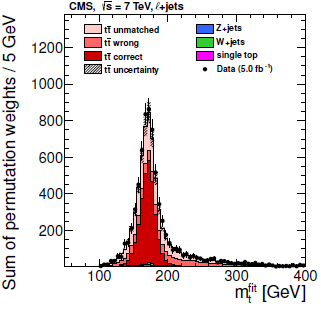 CMS, √s = 7 TeV, ℓ+jets
Sum of permutation weights / 5 GeV
1200
1000
800
600
400
200
tt̄ unmatched
tt̄ wrong
tt̄ correct
tt̄ uncertainty
Z+jets
W+jets
single top
Data (5.0 fb⁻¹)
100 200 300 400
mₜᶠⁱᵗ [GeV]